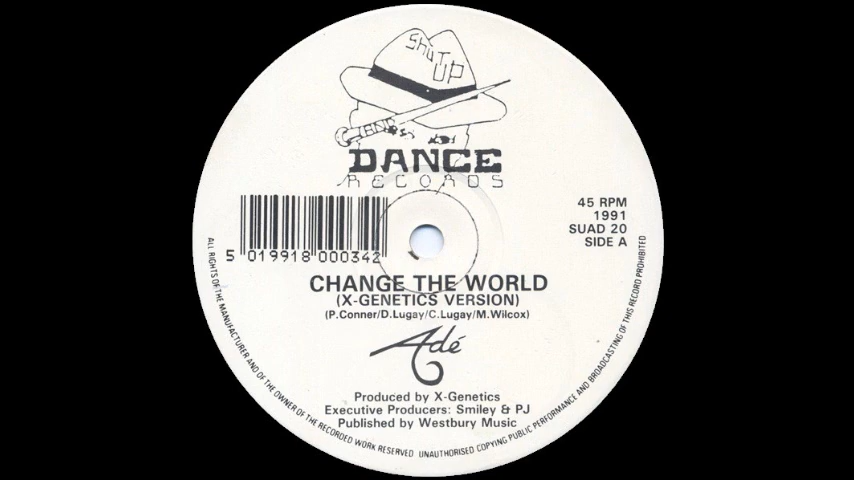 Shut
UP
DANCE
RECORDS
45 RPM
1991
SUAD 20
SIDE A
5 019918 000342
CHANGE THE WORLD
(X-GENETICS VERSION)
(P.Conner/D.Lugay/C.Lugay/M.Wilcox)
Adé
Produced by X-Genetics
Executive Producers: Smiley & PJ
Published by Westbury Music
ALL RIGHTS OF THE MANUFACTURER AND OF THE OWNER OF THE RECORDED WORK RESERVED UNAUTHORISED COPYING PUBLIC PERFORMANCE AND BROADCASTING OF THIS RECORD PROHIBITED